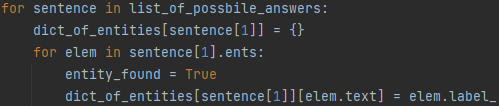 for sentence in list_of_possbile_answers:
    dict_of_entities[sentence[1]] = {}
    for elem in sentence[1].ents:
        entity_found = True
        dict_of_entities[sentence[1]][elem.text] = elem.label_